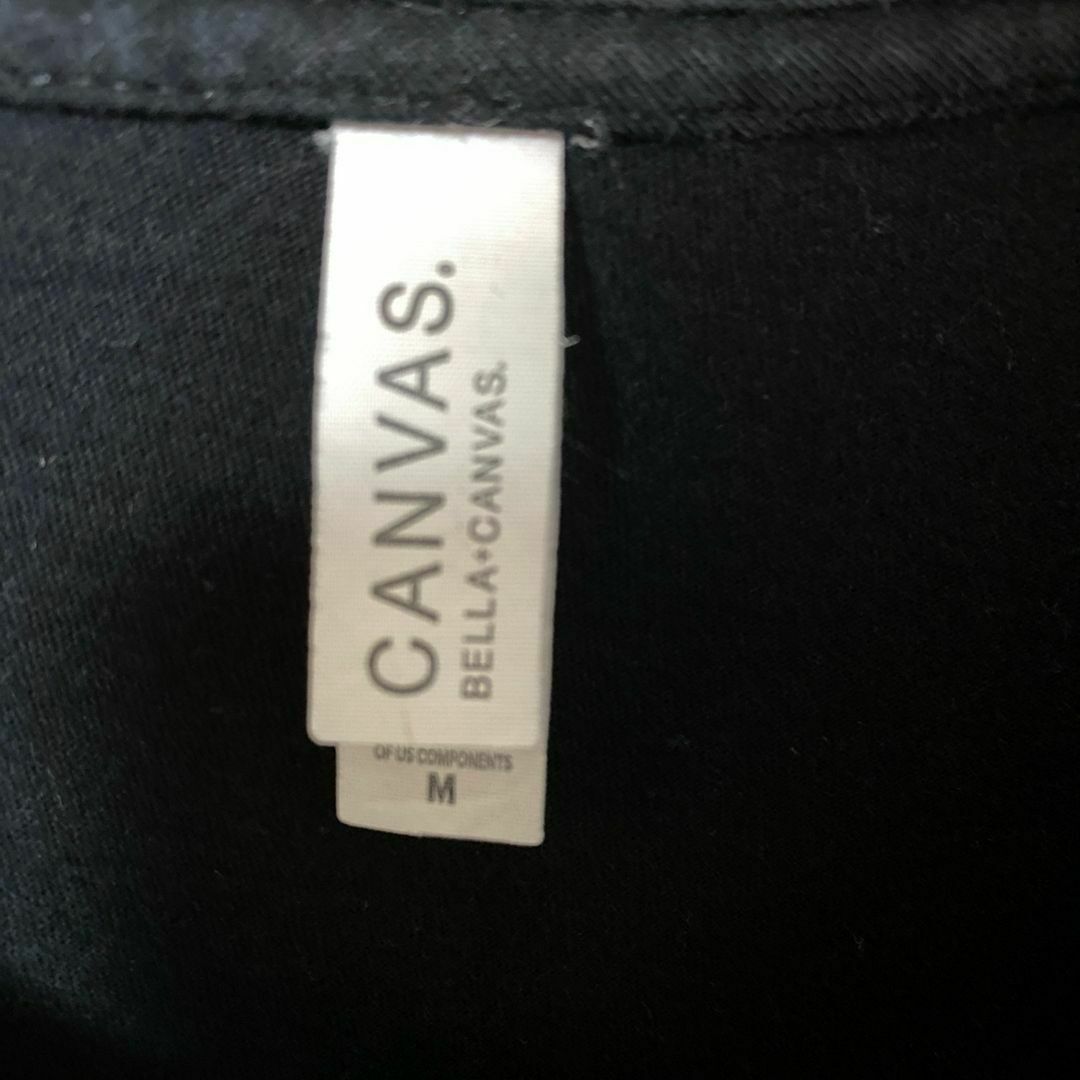 CANVAS.
BELLA+CANVAS.
OF US COMPONENTS
M